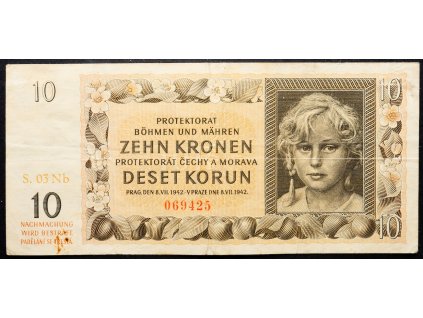 10
10
PROTEKTORAT
BÖHMEN UND MÄHREN
ZEHN KRONEN
PROTEKTORÁT ČECHY A MORAVA
DESET KORUN
PRAG, DEN 8. VII. 1942 - V PRAZE DNE 8. VII. 1942.
069425
S. 03 Nb
10
NACHMACHUNG
WIRD BESTRAFT.
PADĚLÁNÍ SE TRESTÁ.
10
10